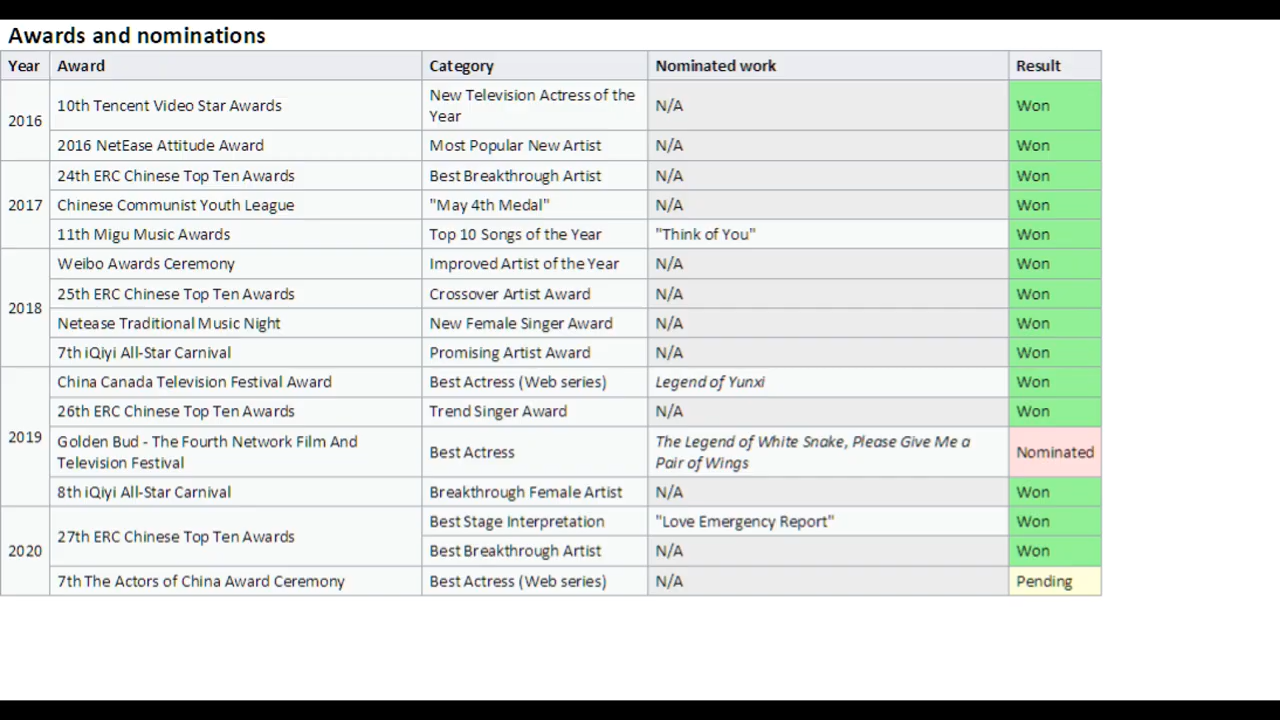 Awards and nominations
Year Award Category Nominated work Result
2016 10th Tencent Video Star Awards New Television Actress of the Year N/A Won
2016 NetEase Attitude Award Most Popular New Artist N/A Won
2017 24th ERC Chinese Top Ten Awards Best Breakthrough Artist N/A Won
Chinese Communist Youth League "May 4th Medal" N/A Won
11th Migu Music Awards Top 10 Songs of the Year "Think of You" Won
2018 Weibo Awards Ceremony Improved Artist of the Year N/A Won
25th ERC Chinese Top Ten Awards Crossover Artist Award N/A Won
Netease Traditional Music Night New Female Singer Award N/A Won
7th iQiyi All-Star Carnival Promising Artist Award N/A Won
2019 China Canada Television Festival Award Best Actress (Web series) Legend of Yunxi Won
26th ERC Chinese Top Ten Awards Trend Singer Award N/A Won
Golden Bud - The Fourth Network Film And Television Festival Best Actress The Legend of White Snake, Please Give Me a Pair of Wings Nominated
8th iQiyi All-Star Carnival Breakthrough Female Artist N/A Won
2020 27th ERC Chinese Top Ten Awards Best Stage Interpretation "Love Emergency Report" Won
Best Breakthrough Artist N/A Won
7th The Actors of China Award Ceremony Best Actress (Web series) N/A Pending